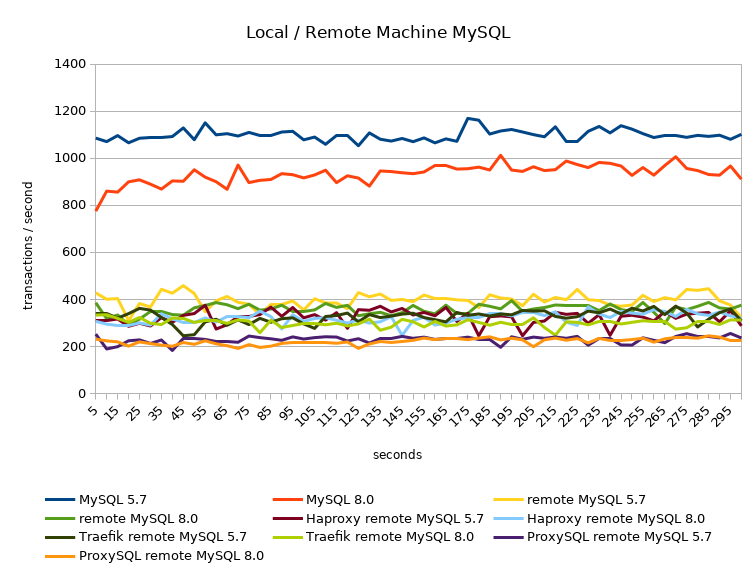 Local / Remote Machine MySQL
1400
1200
1000
800
600
400
200
0
transactions / second
5 15 25 35 45 55 65 75 85 95 105 115 125 135 145 155 165 175 185 195 205 215 225 235 245 255 265 275 285 295
seconds
MySQL 5.7 MySQL 8.0 remote MySQL 5.7
remote MySQL 8.0 Haproxy remote MySQL 5.7 Haproxy remote MySQL 8.0
Traefik remote MySQL 5.7 Traefik remote MySQL 8.0 ProxySQL remote MySQL 5.7
ProxySQL remote MySQL 8.0